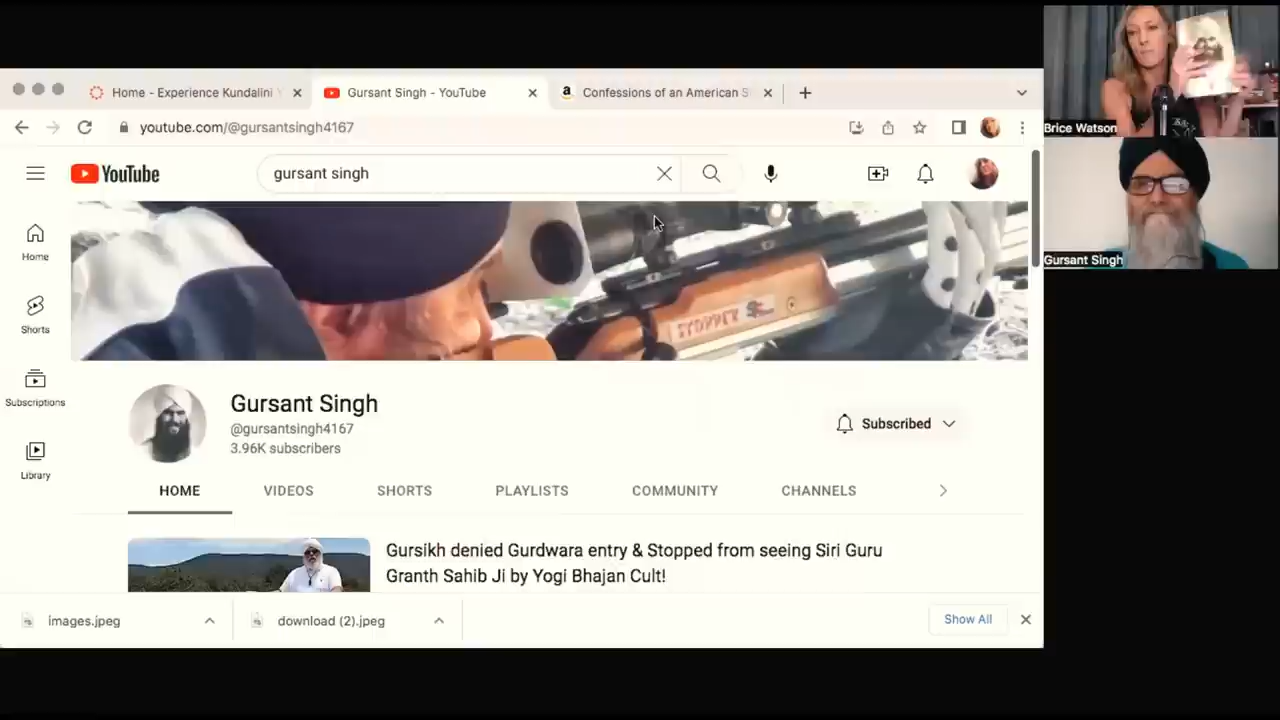 Home - Experience Kundalini Y
Gursant Singh - YouTube
Confessions of an American S
youtube.com/@gursantsingh4167
YouTube
gursant singh
Home
Shorts
Subscriptions
Library
STOPPER
Gursant Singh
@gursantsingh4167
3.96K subscribers
Subscribed
HOME
VIDEOS
SHORTS
PLAYLISTS
COMMUNITY
CHANNELS
Gursikh denied Gurdwara entry & Stopped from seeing Siri Guru
Granth Sahib Ji by Yogi Bhajan Cult!
images.jpeg
download (2).jpeg
Show All
Brice Watson
Gursant Singh